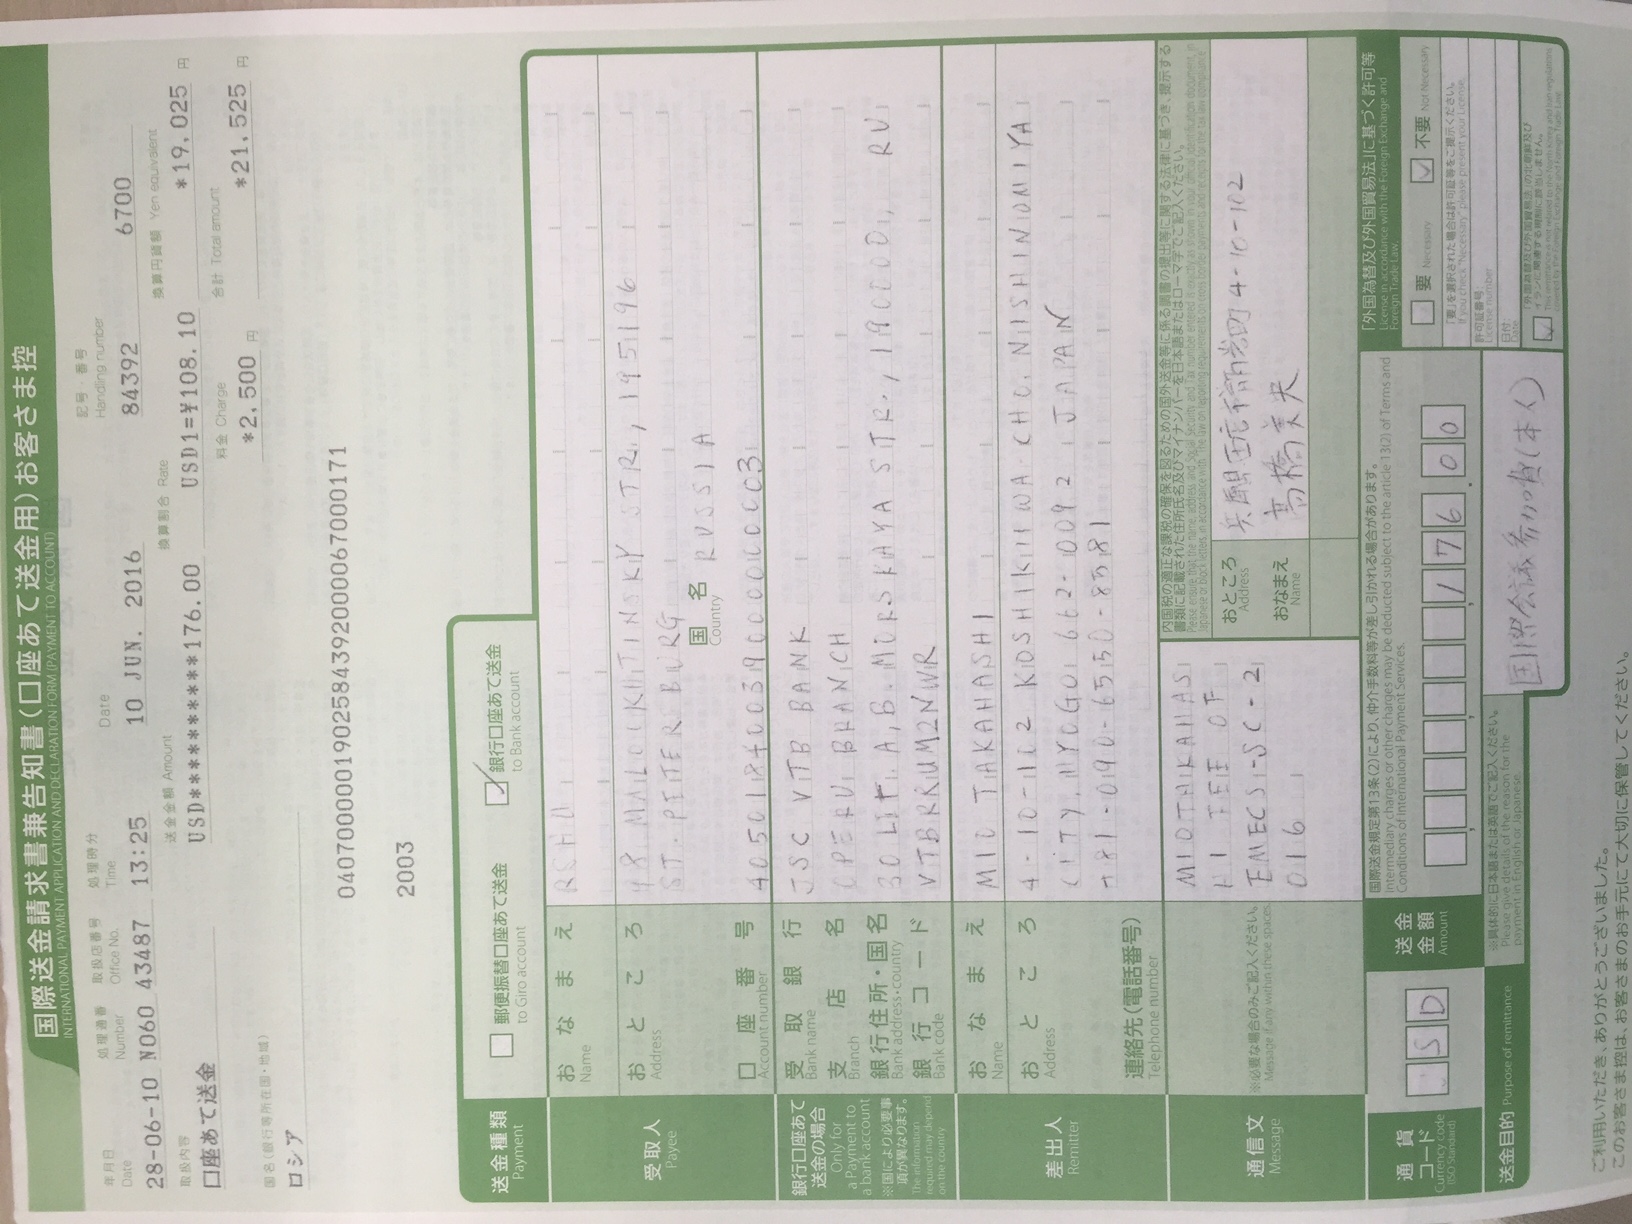 国際送金請求書兼告知書(口座あて送金用)お客さま控
INTERNATIONAL PAYMENT APPLICATION AND DECLARATION FORM (PAYMENT TO ACCOUNT)
年月日 処理通番 取扱店番号 処理時分 記号・番号
Date Number Office No. Time Date Handling number
28-06-10 N060 43487 13:25 10 JUN. 2016 84392 6700
取扱内容 送金金額 Amount 換算割合 Rate 換算円貨額 Yen equivalent
口座あて送金 USD**********176.00 USD1=¥108.10 *19,025 円
料金 Charge 合計 Total amount
*2,500 円 *21,525 円
国名(銀行等所在国・地域)
ロシア
0407000001902584392000067000171
2003
送金種類 郵便振替口座あて送金 銀行口座あて送金
Payment to Giro account to Bank account
受取人
Payee
おなまえ RSHU
Name
おところ 98 MALOOKHTINSKY STR., 195196
Address
ST. PETERSBURG
国名 RUSSIA
Country
口座番号 40501840039000000003
Account number
銀行口座あて送金の場合
Only for a Payment to a bank account
※国により必要事項が異なります。
The information required may depend on the country
受取銀行 JSC VTB BANK
Bank name
支店名 OPERU BRANCH
Branch
銀行住所・国名 30 LIT. A, B. MORSKAYA STR., 190000, RU
Bank address・country
銀行コード VTBRRUM2NWR
Bank code
差出人
Remitter
おなまえ MIO TAKAHASHI
Name
おところ 4-10-102 KOSHIKIIWA-CHO, NISHINOMIYA
Address
CITY, HYOGO, 662-0092 JAPAN
+81-090-6550-8581
連絡先(電話番号)
Telephone number
通信文
Message
※必要な場合のみご記入ください。
Message if any within these spaces.
MIOTAKAHAS
HI FEE OF
EMECS-SC-2
016
内国税の適正な課税の確保を図るための国外送金等に係る調書の提出等に関する法律に基づき、提示する
書類に記載された住所氏名及びマイナンバーを日本語またはローマ字でご記入ください。
Please ensure that the name, address and Social Security and Tax number entered is exactly as shown in your official identification document, in
Japanese or block letters, in accordance with "The law on reporting requirements on cross border payments and receipts for the tax law compliance"
おところ 4-10-102
Address
おなまえ 高橋美央
Name
通貨コード
Currency code
(ISO Standard)
SD
送金金額
Amount
国際送金規定第13条(2)により、仲介手数料等が差し引かれる場合があります。
Intermediary charges or other charges may be deducted subject to the article 13(2) of Terms and
Conditions of International Payment Services.
176.00
「外国為替及び外国貿易法」に基づく許可等
License in accordance with the Foreign Exchange and
Foreign Trade Law.
要 Necessary 不要 Not Necessary
「要」を選択された場合は許可証等をご提示ください。
If you check "Necessary" please present your License.
許可証番号:
License number
日付:
Date
「外国為替及び外国貿易法」の北朝鮮及び
イランに関連する規制に該当しません。
This remittance is not related to the North Korea and Iran regulations
covered by the Foreign Exchange and Foreign Trade Law.
送金目的 Purpose of remittance
※具体的に日本語または英語でご記入ください。
Please give details of the reason for the
payment in English or Japanese.
国際会議参加費(本人)
ご利用いただき、ありがとうございました。
このお客さま控は、お客さまのお手元にて大切に保管してください。